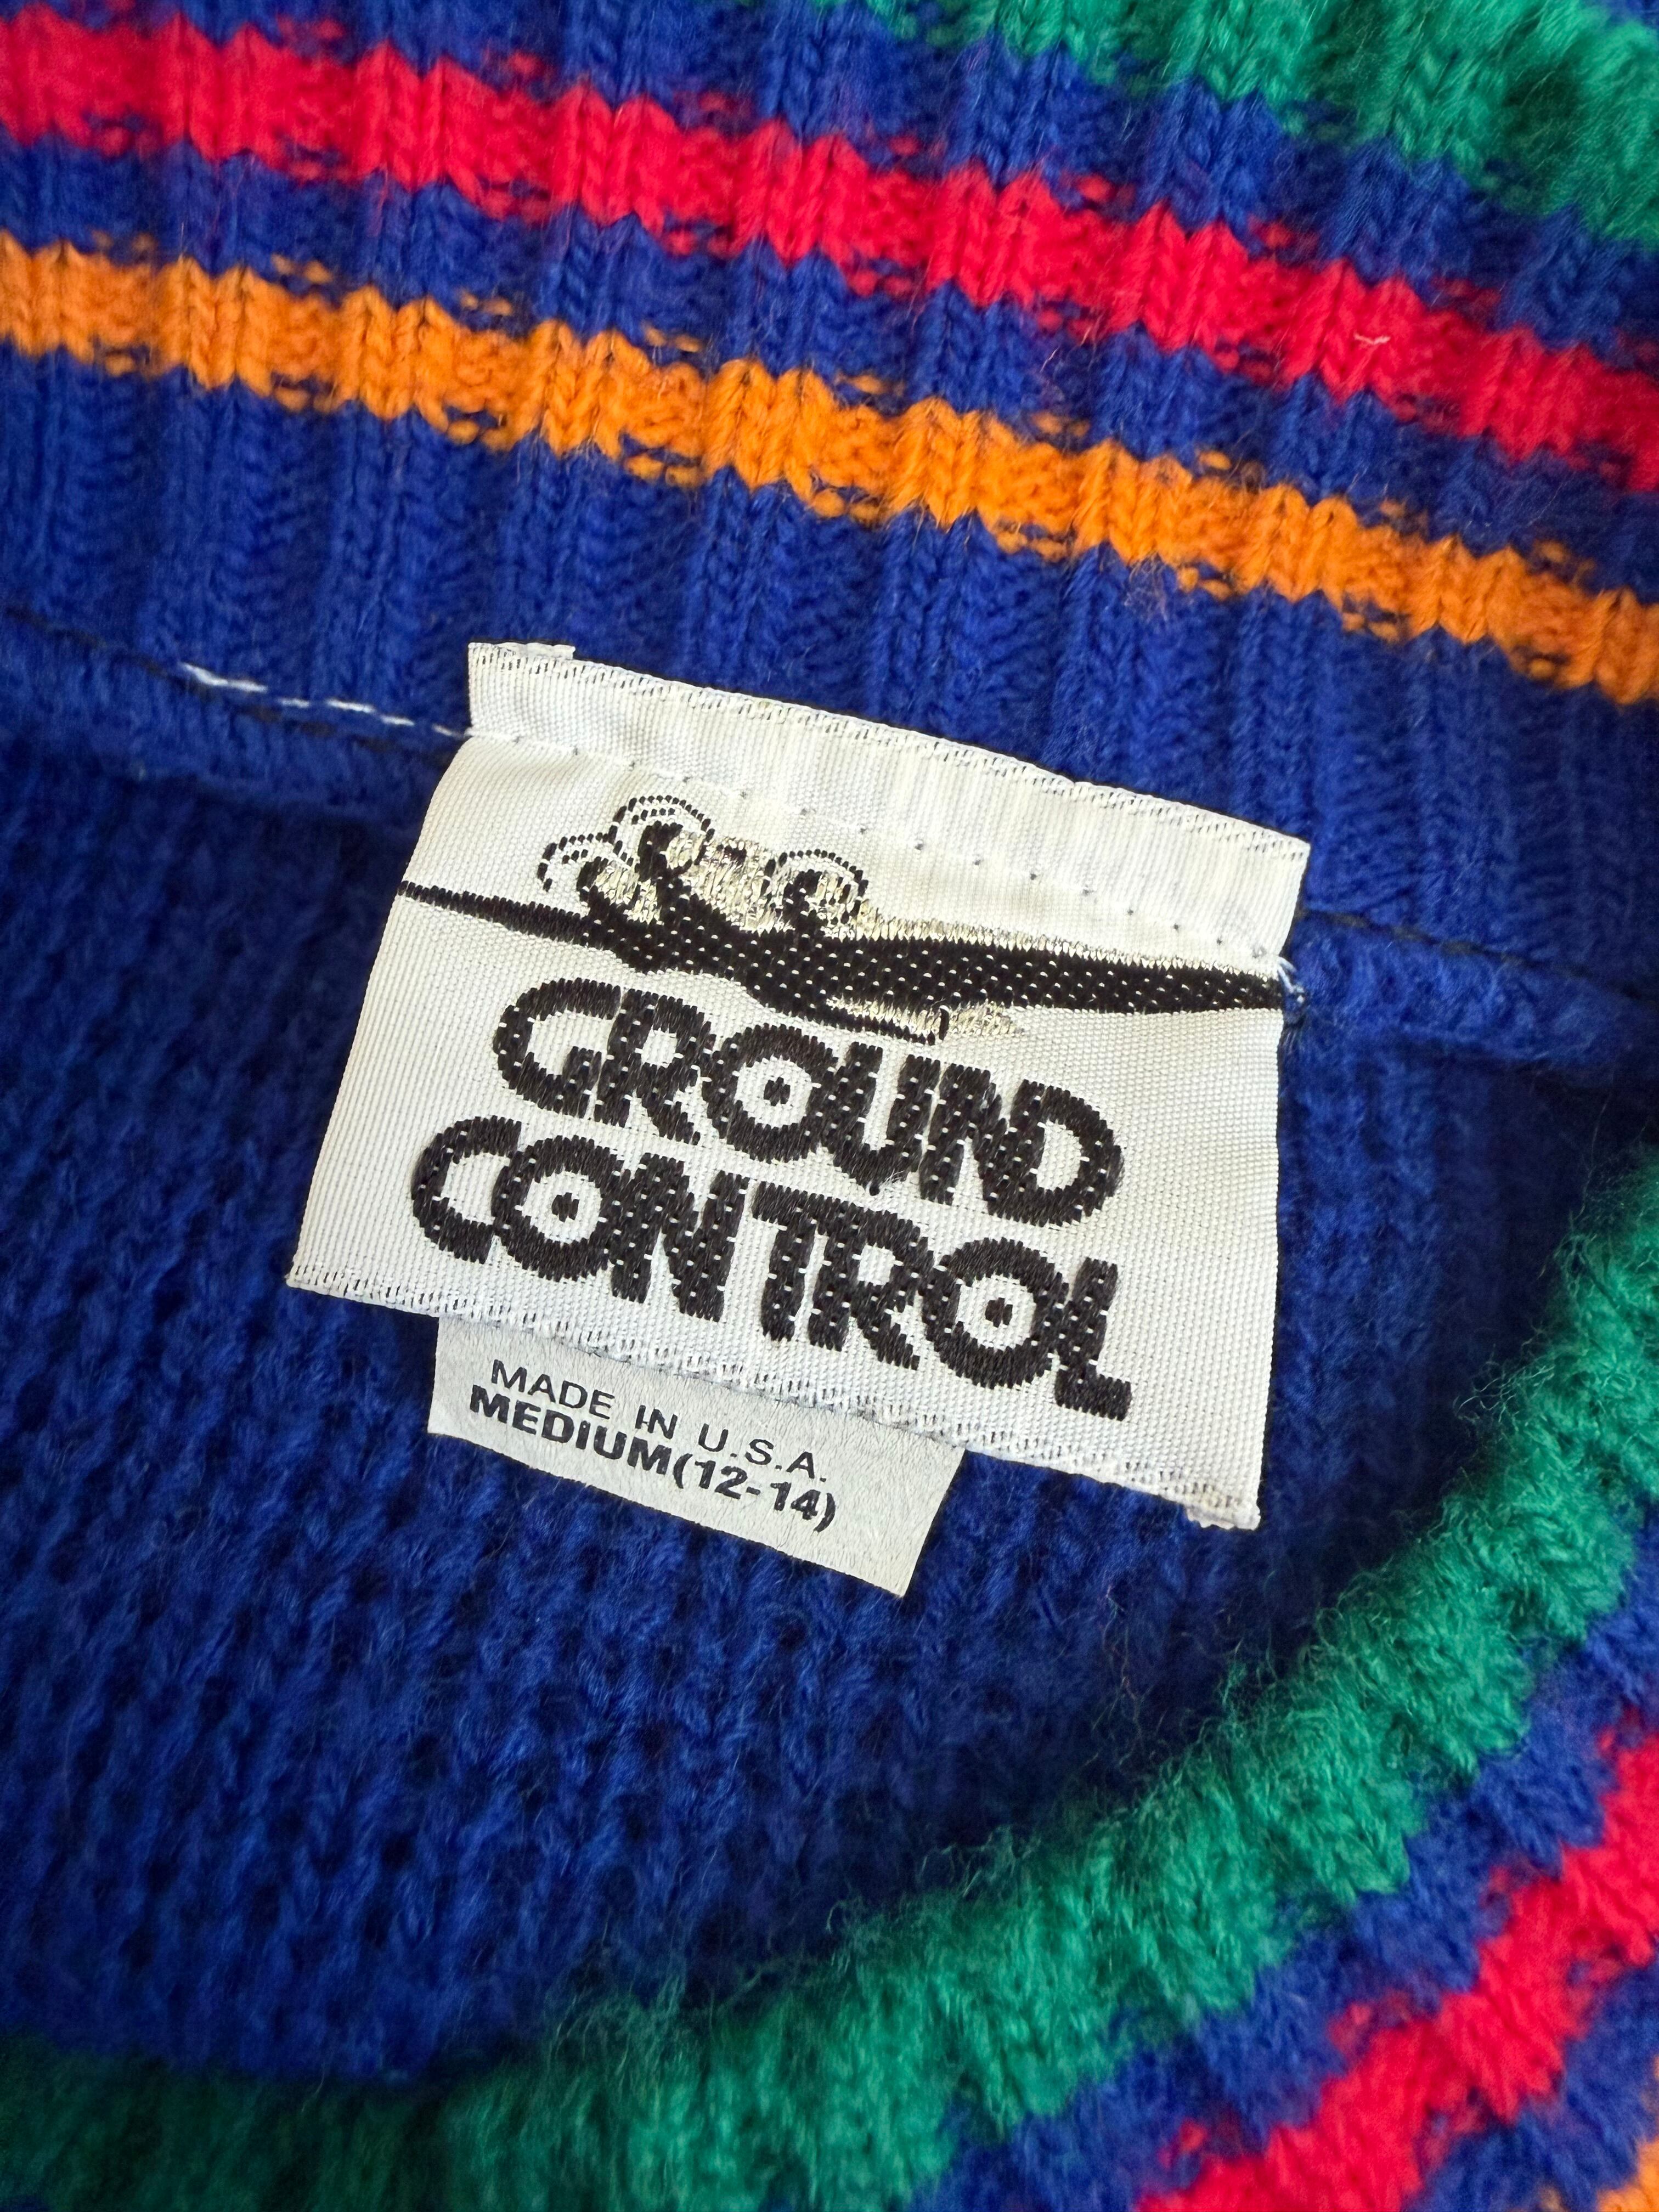 GROUND
CONTROL
MADE IN U.S.A.
MEDIUM(12-14)